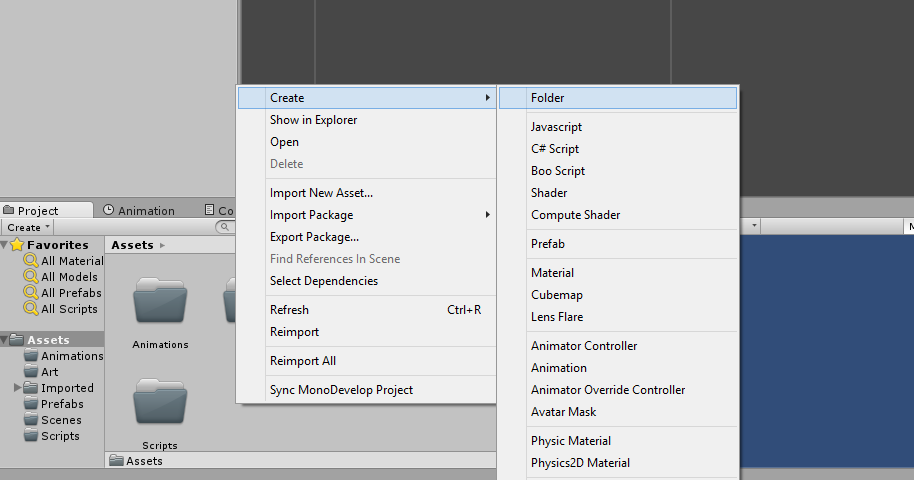 Create
Show in Explorer
Open
Delete
Import New Asset...
Import Package
Export Package...
Find References In Scene
Select Dependencies
Refresh Ctrl+R
Reimport
Reimport All
Sync MonoDevelop Project
Folder
Javascript
C# Script
Boo Script
Shader
Compute Shader
Prefab
Material
Cubemap
Lens Flare
Animator Controller
Animation
Animator Override Controller
Avatar Mask
Physic Material
Physics2D Material
Project
Animation
Co
Create
Favorites
All Material
All Models
All Prefabs
All Scripts
Assets
Animations
Art
Imported
Prefabs
Scenes
Scripts
Assets
Animations
Scripts
Assets